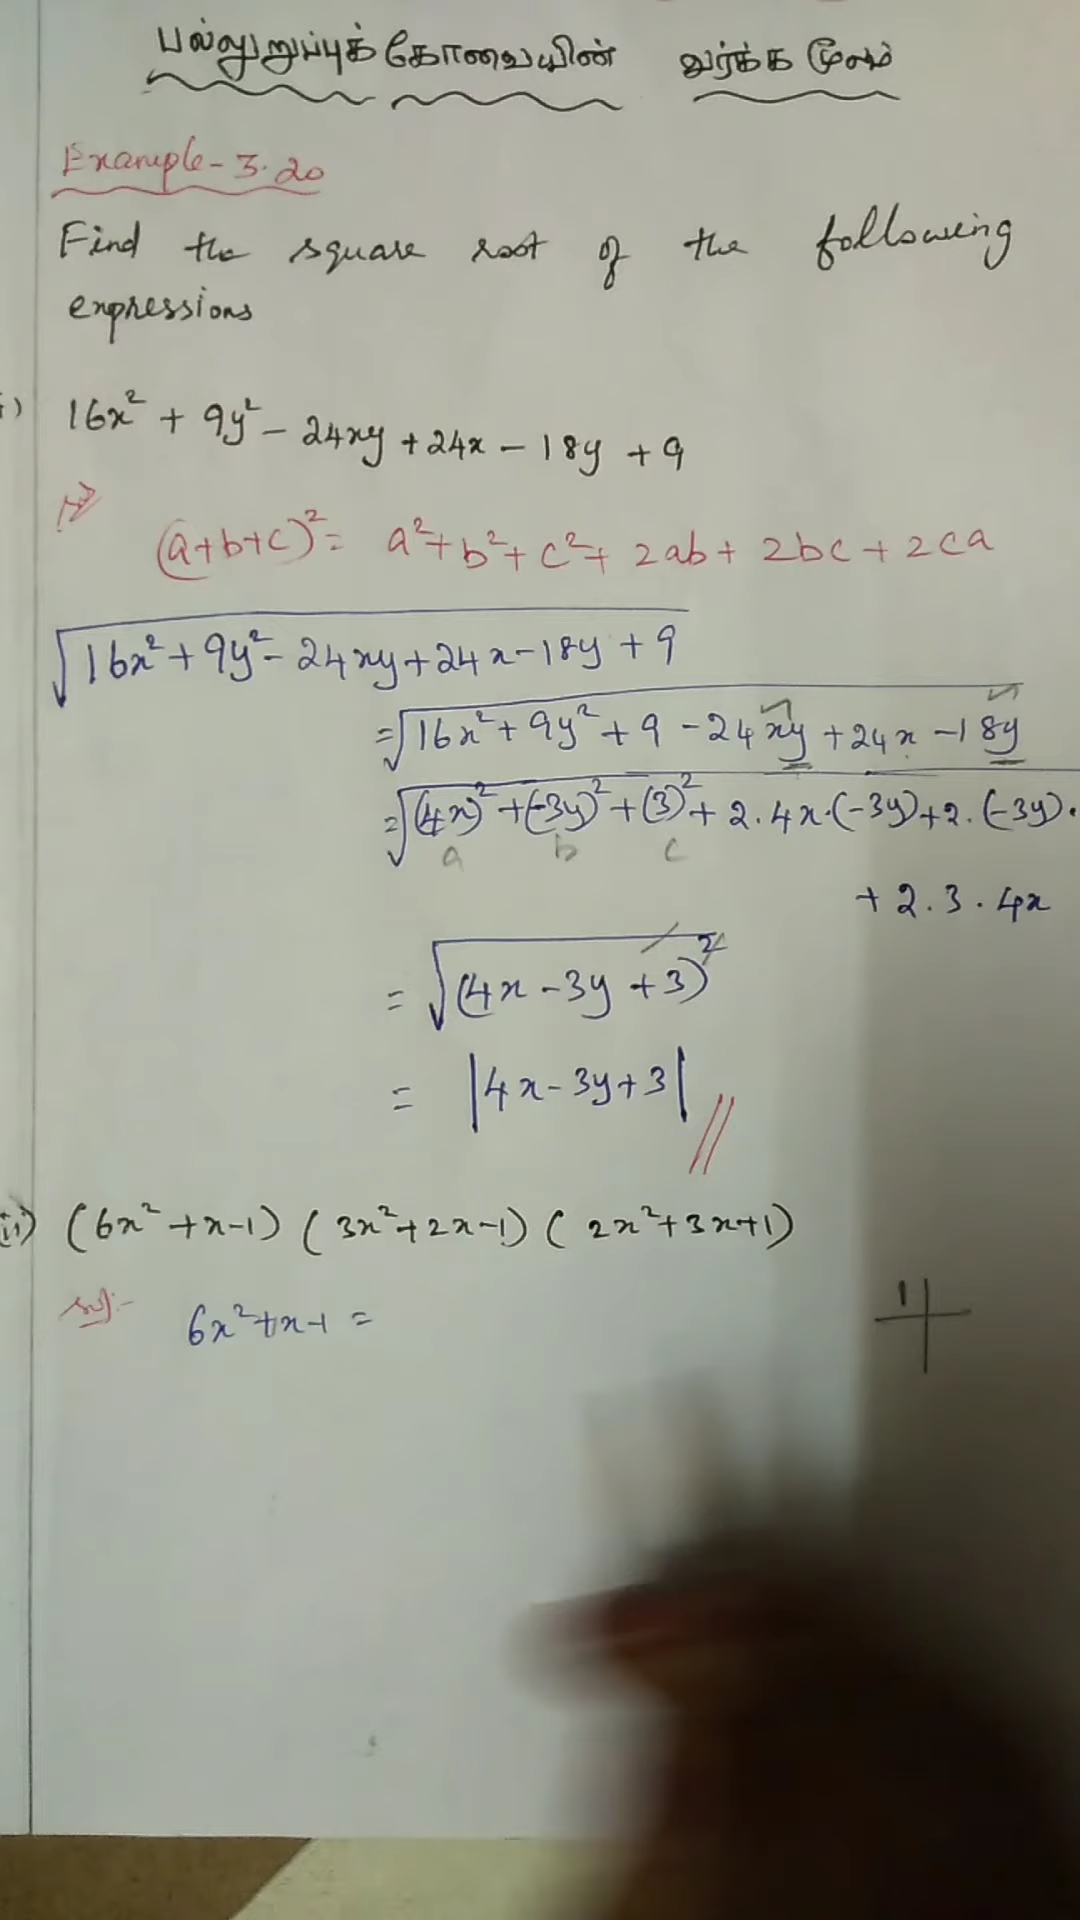 பல்லுறுப்புக் கோவையின் வர்க்க மூலம்
Example-3.20
Find the square root of the following
expressions
i) 16x² + 9y² - 24xy + 24x - 18y + 9
(a+b+c)² = a²+b²+c²+ 2ab + 2bc + 2ca
√16x²+9y²-24xy+24x-18y+9
= √16x²+9y²+9-24xy+24x-18y
= √(4x)²+(-3y)²+(3)²+2.4x.(-3y)+2.(-3y).
a b c
+2.3.4x
= √(4x-3y+3)²
= |4x-3y+3|
ii) (6x²+x-1) (3x²+2x-1) (2x²+3x+1)
Sol:-
6x²+x-1 =
1